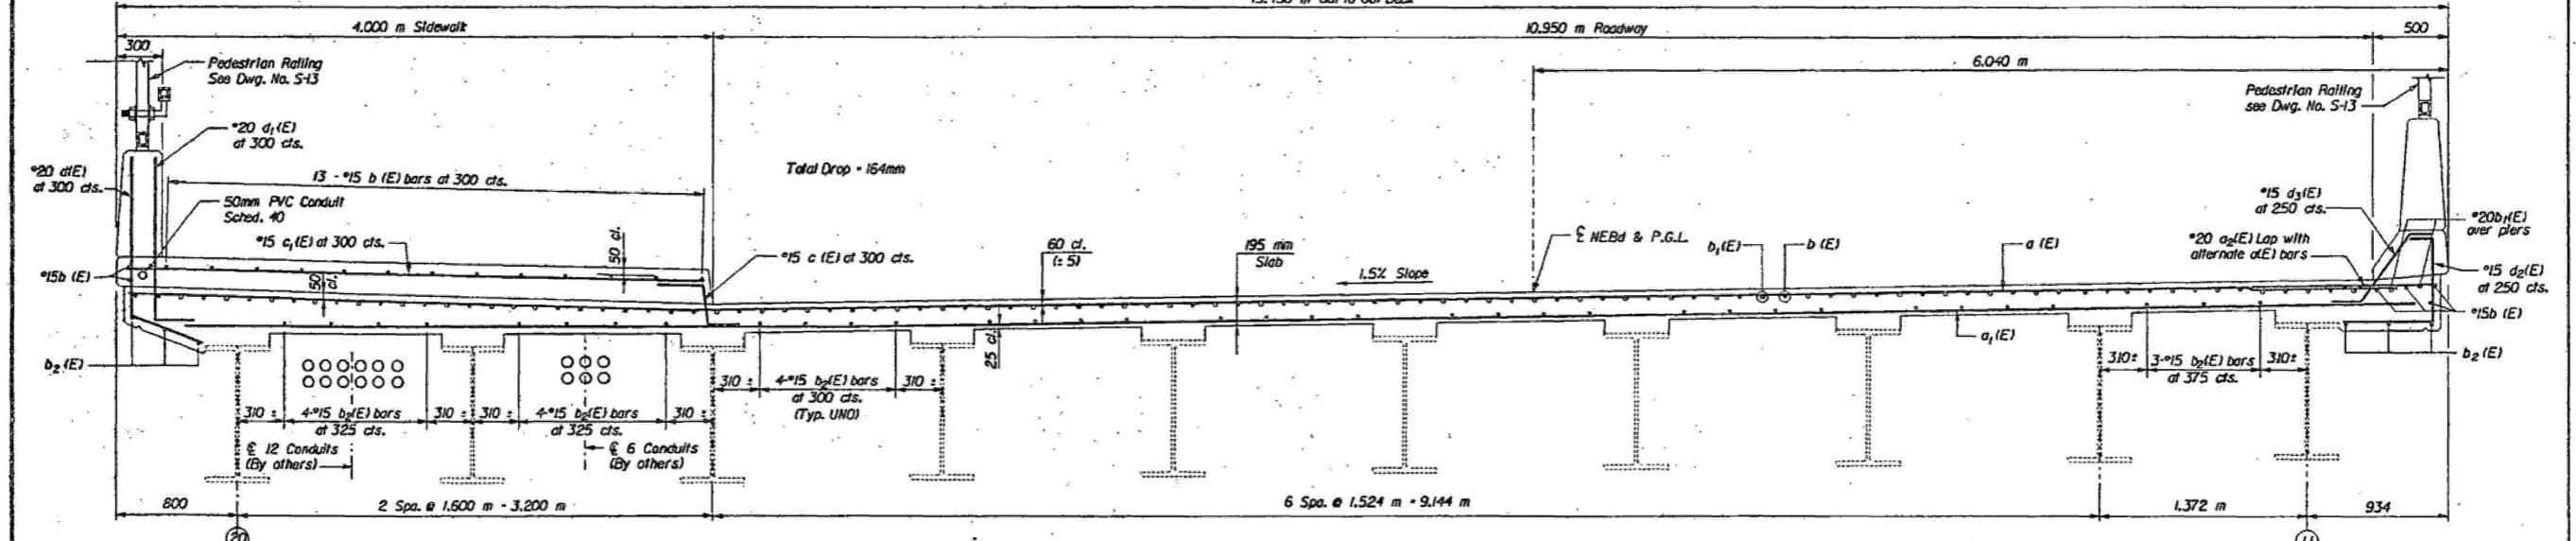 4.000 m Sidewalk
10.950 m Roadway
500
300
6.040 m
Pedestrian Railing
See Dwg. No. S-13
Pedestrian Railing
see Dwg. No. S-13
#20 d₁(E)
at 300 cts.
#20 d(E)
at 300 cts.
13 - #15 b (E) bars at 300 cts.
Total Drop = 164mm
50mm PVC Conduit
Sched. 40
#15 d₃(E)
at 250 cts.
#20b₁(E)
over piers
#15 c₁(E) at 300 cts.
50 cl.
60 cl.
(± 5)
195 mm
Slab
℄ NEBd & P.G.L.
b₁(E)
b (E)
a (E)
#20 a₂(E) Lap with
alternate a(E) bars
#15b (E)
50
cl.
#15 c (E) at 300 cts.
1.5% Slope
#15 d₂(E)
at 250 cts.
#15b (E)
25 cl.
a₁(E)
b₂ (E)
b₂ (E)
310±
3-#15 b₂(E) bars
at 375 cts.
310±
310 ±
4-#15 b₂(E) bars
at 300 cts.
(Typ. UNO)
310 ±
310 ±
4-#15 b₂(E) bars
at 325 cts.
310 ±
310 ±
4-#15 b₂(E) bars
at 325 cts.
310 ±
℄ 12 Conduits
(By others)
℄ 6 Conduits
(By others)
800
2 Spa. @ 1.600 m = 3.200 m
6 Spa. @ 1.524 m = 9.144 m
1.372 m
934